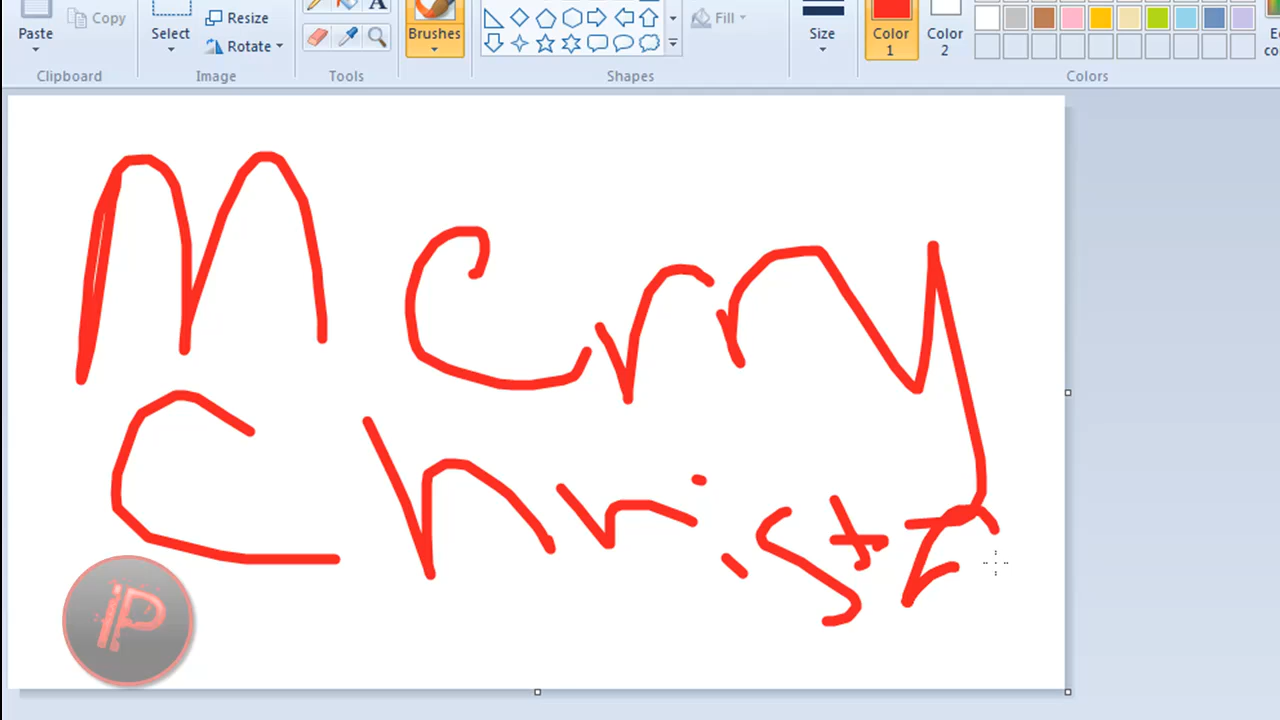 Paste
Copy
Select
Resize
Rotate
Brushes
Fill
Size
Color 1
Color 2
Clipboard
Image
Tools
Shapes
Colors
Merry
Christ
iP